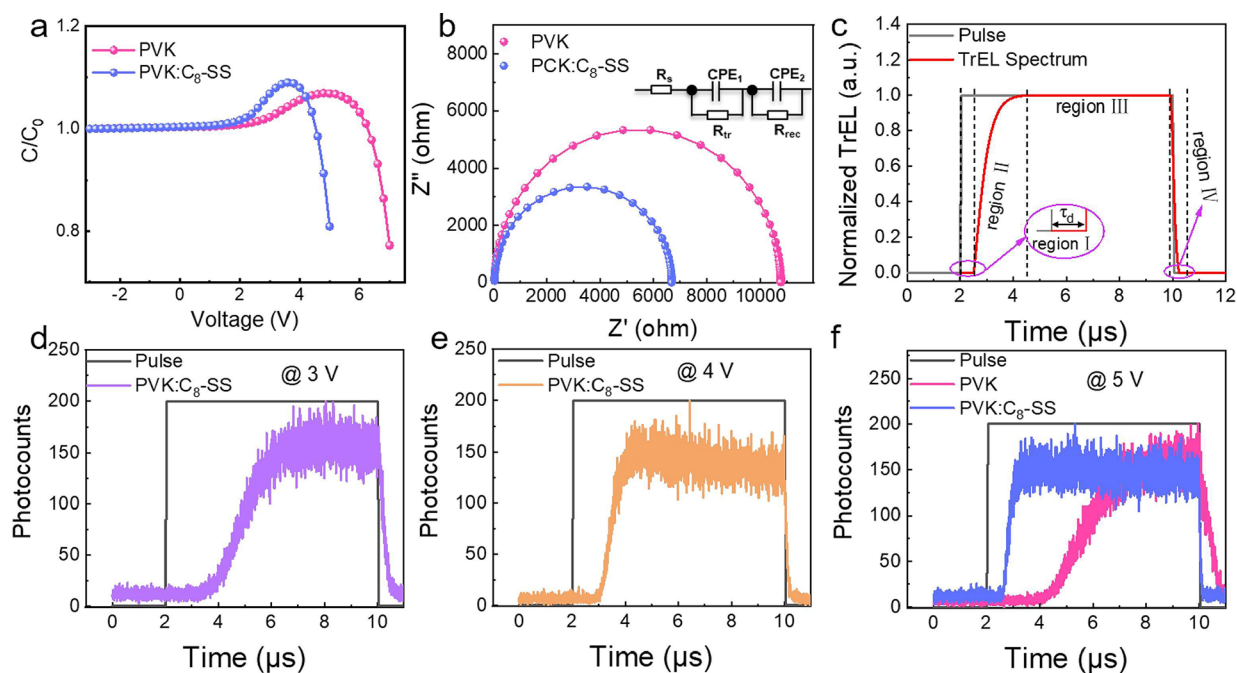 a
1.2
1.0
0.8
C/C₀
PVK
PVK:C₈-SS
-2 0 2 4 6
Voltage (V)
b
8000
6000
4000
2000
0
Z" (ohm)
PVK
PCK:C₈-SS
Rₛ CPE₁ CPE₂
Rtr Rrec
0 2000 4000 6000 8000 10000
Z' (ohm)
c
1.4
1.2
1.0
0.8
0.6
0.4
0.2
0.0
Normalized TrEL (a.u.)
Pulse
TrEL Spectrum
region III
region II
τd
region I
region IV
0 2 4 6 8 10 12
Time (µs)
d
250
200
150
100
50
0
Photocounts
Pulse
PVK:C₈-SS
@ 3 V
0 2 4 6 8 10
Time (µs)
e
250
200
150
100
50
0
Photocounts
Pulse
PVK:C₈-SS
@ 4 V
0 2 4 6 8 10
Time (µs)
f
250
200
150
100
50
0
Photocounts
Pulse
PVK
PVK:C₈-SS
@ 5 V
0 2 4 6 8 10
Time (µs)